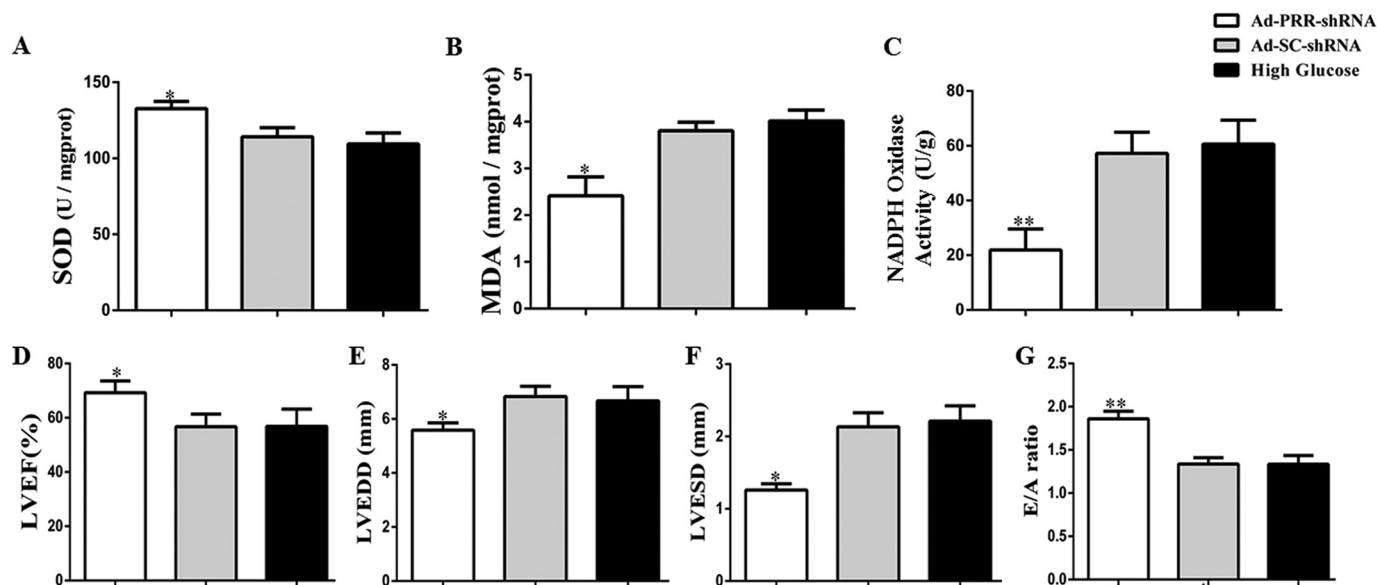 Ad-PRR-shRNA
Ad-SC-shRNA
High Glucose
A
SOD (U / mgprot)
150
100
50
0
*
B
MDA (nmol / mgprot)
5
4
3
2
1
0
*
C
NADPH Oxidase
Activity (U/g)
80
60
40
20
0
**
D
LVEF(%)
80
60
40
20
0
*
E
LVEDD (mm)
8
6
4
2
0
*
F
LVESD (mm)
3
2
1
0
*
G
E/A ratio
2.5
2.0
1.5
1.0
0.5
0.0
**